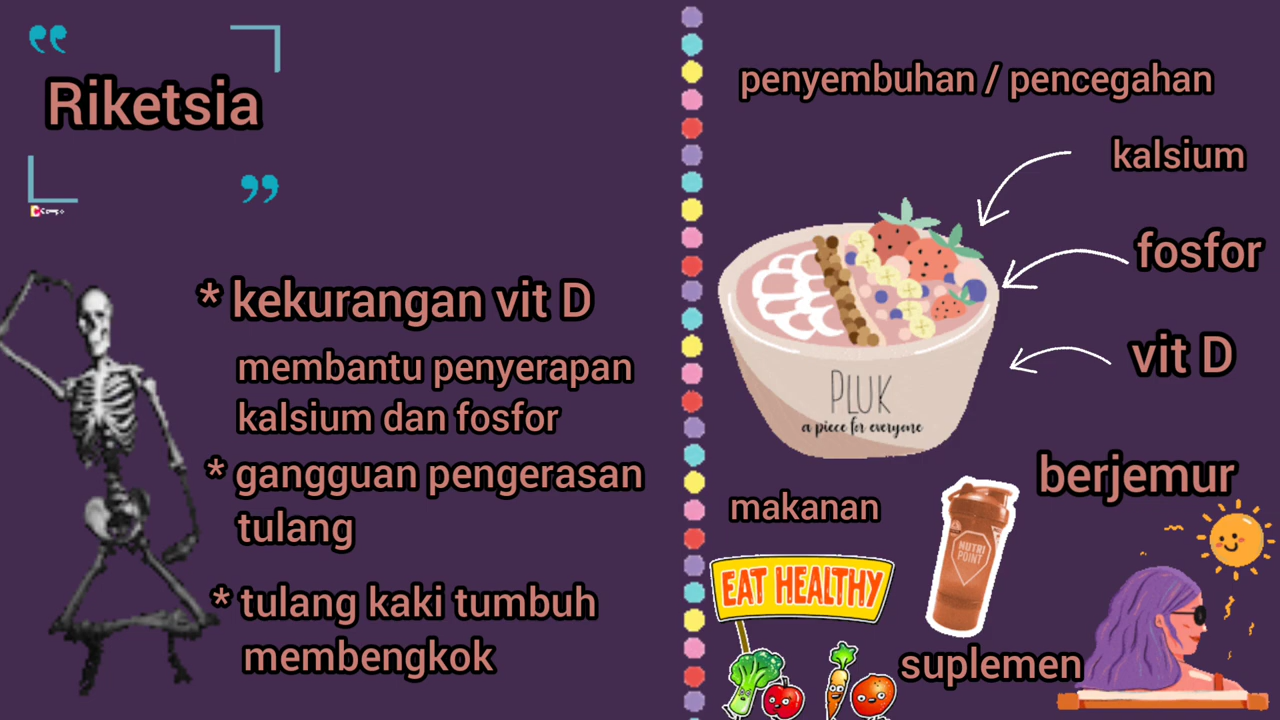 Riketsia
* kekurangan vit D
membantu penyerapan
kalsium dan fosfor
* gangguan pengerasan
tulang
* tulang kaki tumbuh
membengkok
penyembuhan / pencegahan
kalsium
fosfor
vit D
PLUK
a piece for everyone
berjemur
makanan
EAT HEALTHY
NUTRI
POINT
suplemen